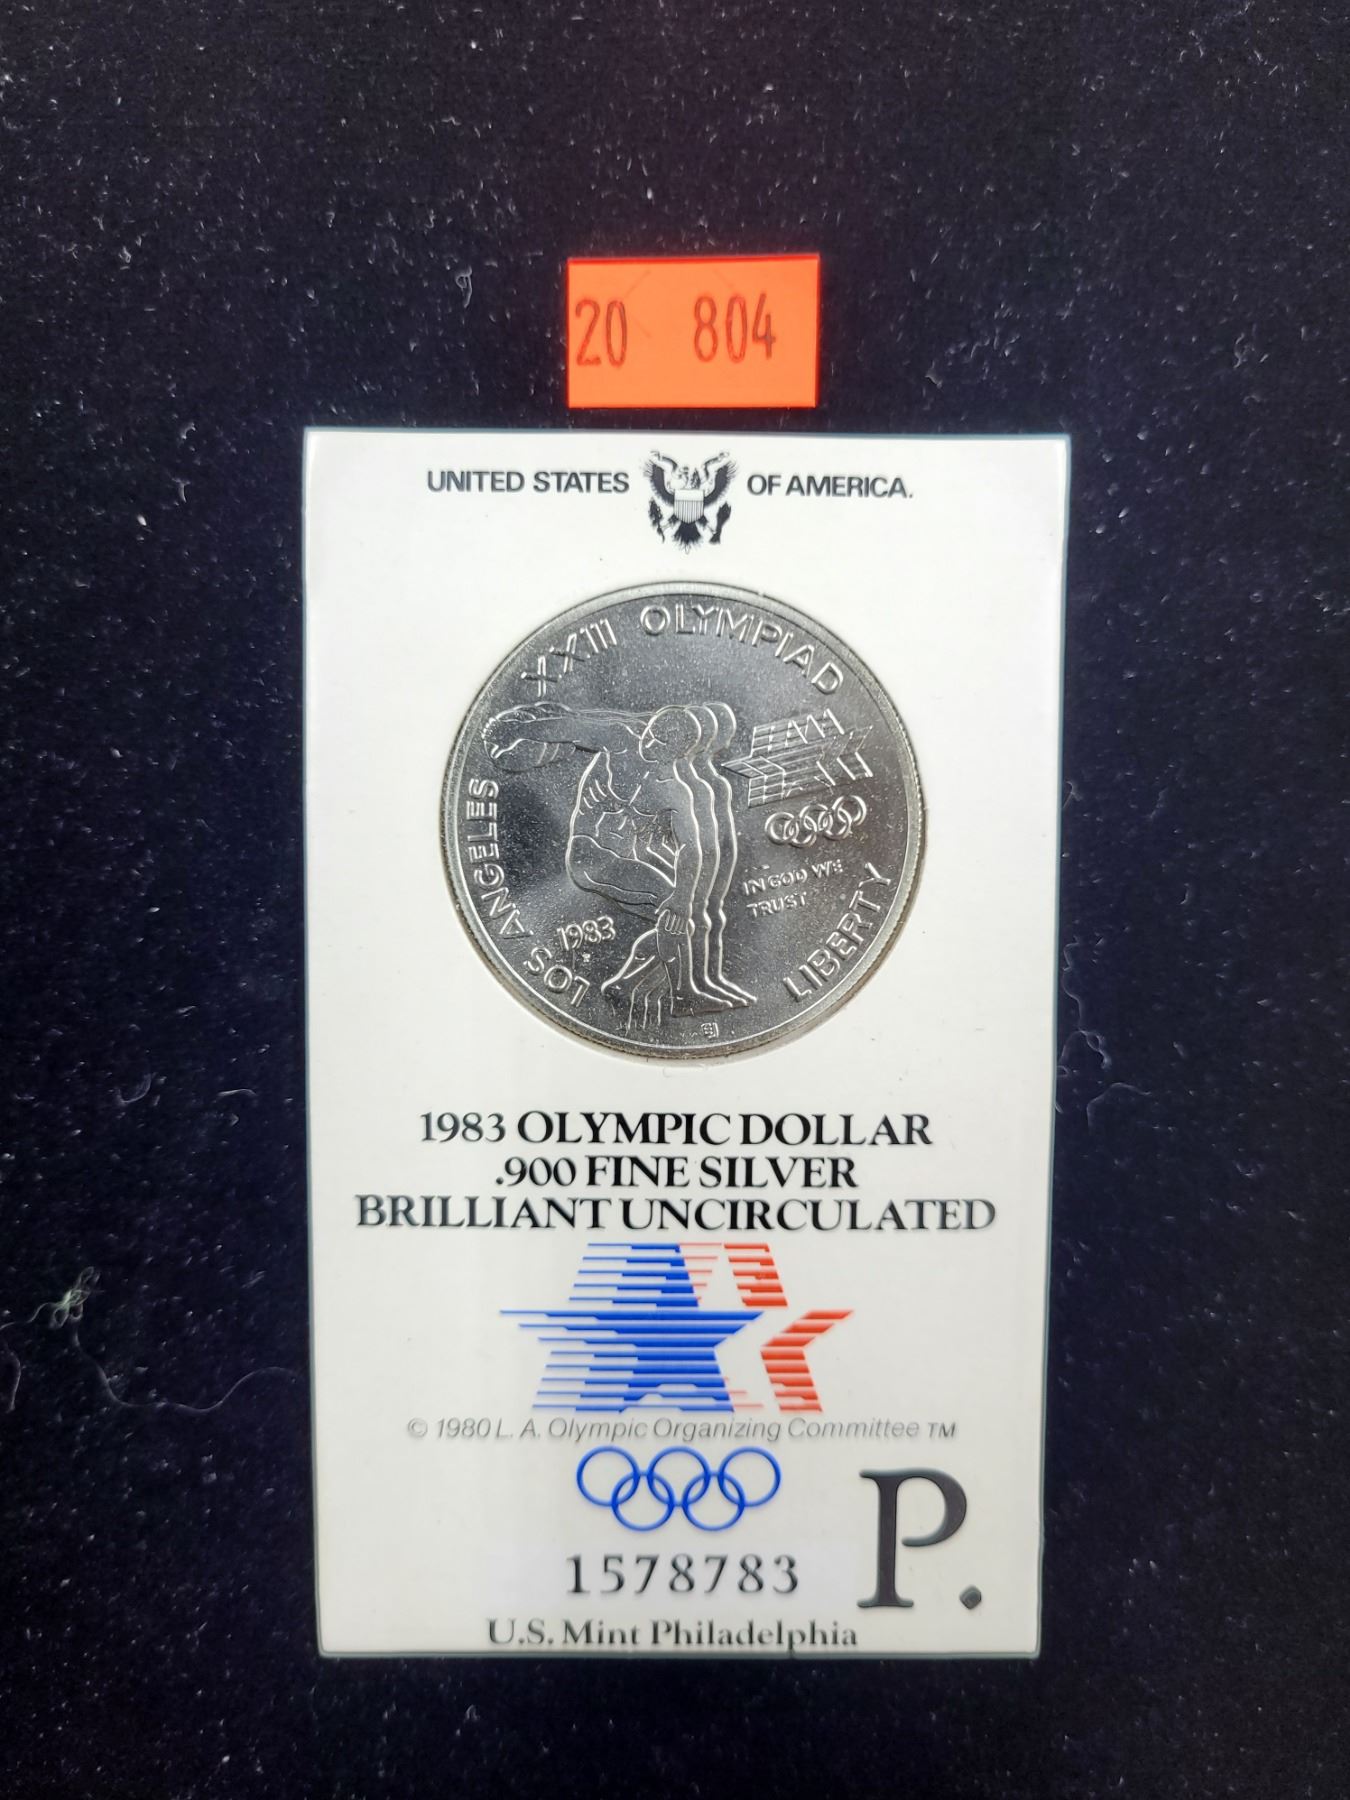 20 804
UNITED STATES OF AMERICA.
XXIII OLYMPIAD
LOS ANGELES
1983
IN GOD WE
TRUST
LIBERTY
1983 OLYMPIC DOLLAR
.900 FINE SILVER
BRILLIANT UNCIRCULATED
© 1980 L. A. Olympic Organizing Committee TM
P.
1578783
U.S. Mint Philadelphia